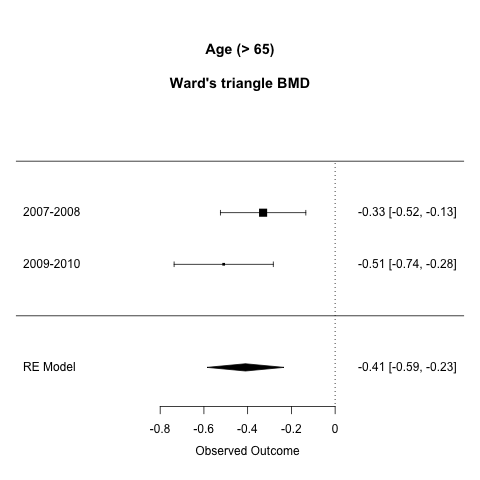 Age (> 65)
Ward's triangle BMD
2007-2008 -0.33 [-0.52, -0.13]
2009-2010 -0.51 [-0.74, -0.28]
RE Model -0.41 [-0.59, -0.23]
-0.8 -0.6 -0.4 -0.2 0
Observed Outcome